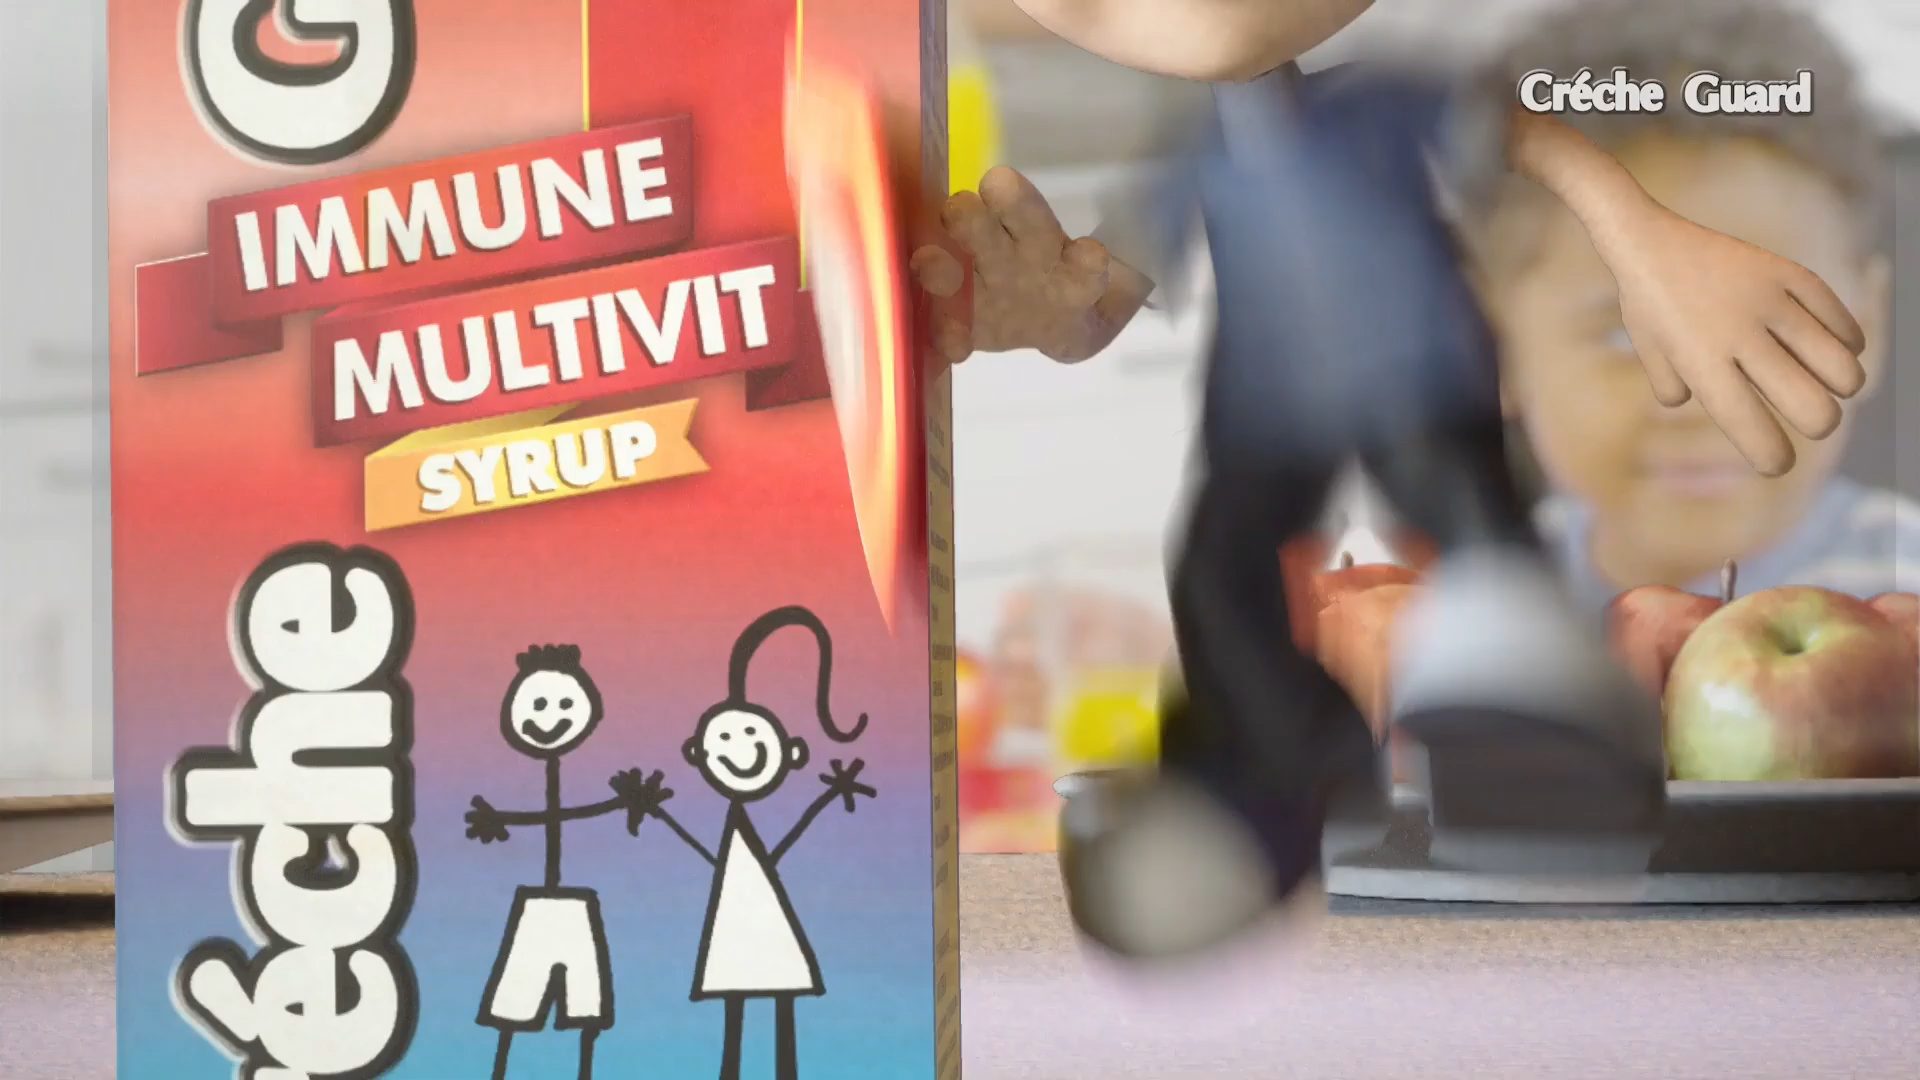 Créche Guard
IMMUNE
MULTIVIT
SYRUP
éche G